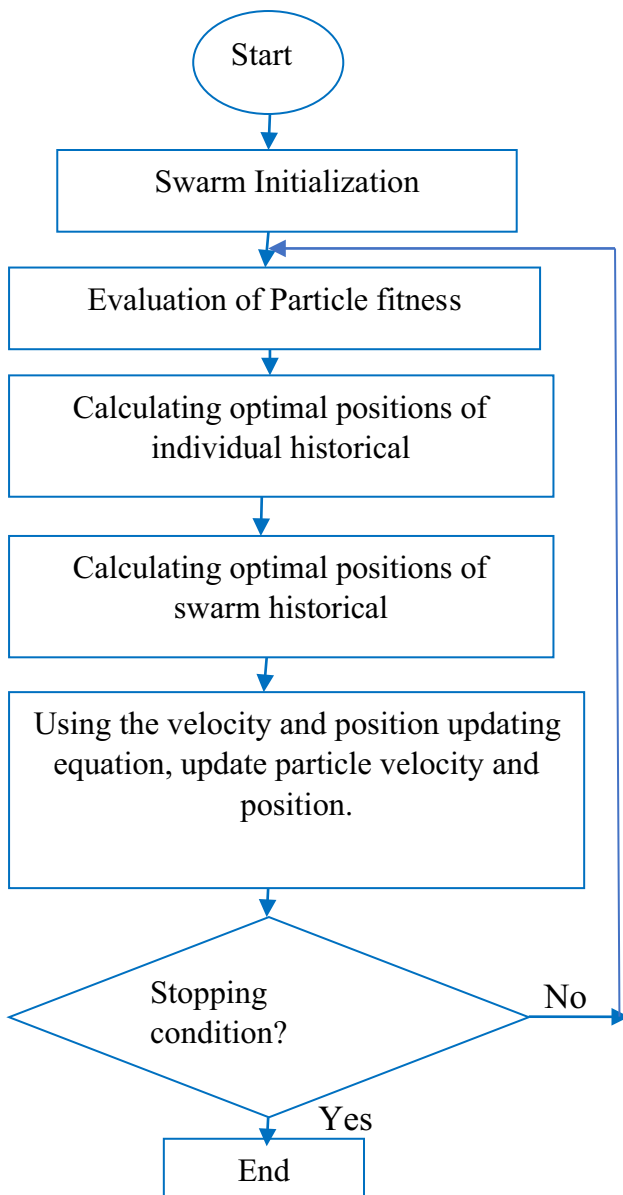 Start
Swarm Initialization
Evaluation of Particle fitness
Calculating optimal positions of
individual historical
Calculating optimal positions of
swarm historical
Using the velocity and position updating
equation, update particle velocity and
position.
Stopping
condition?
No
Yes
End